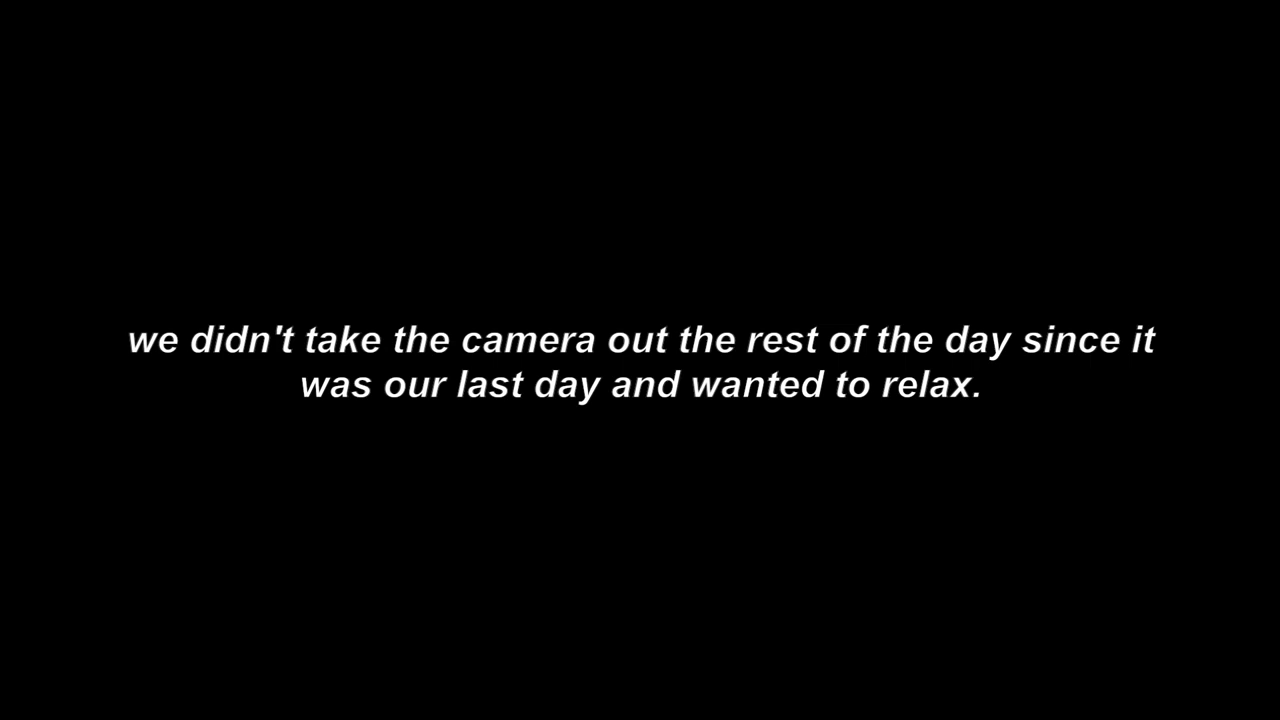 we didn't take the camera out the rest of the day since it
was our last day and wanted to relax.